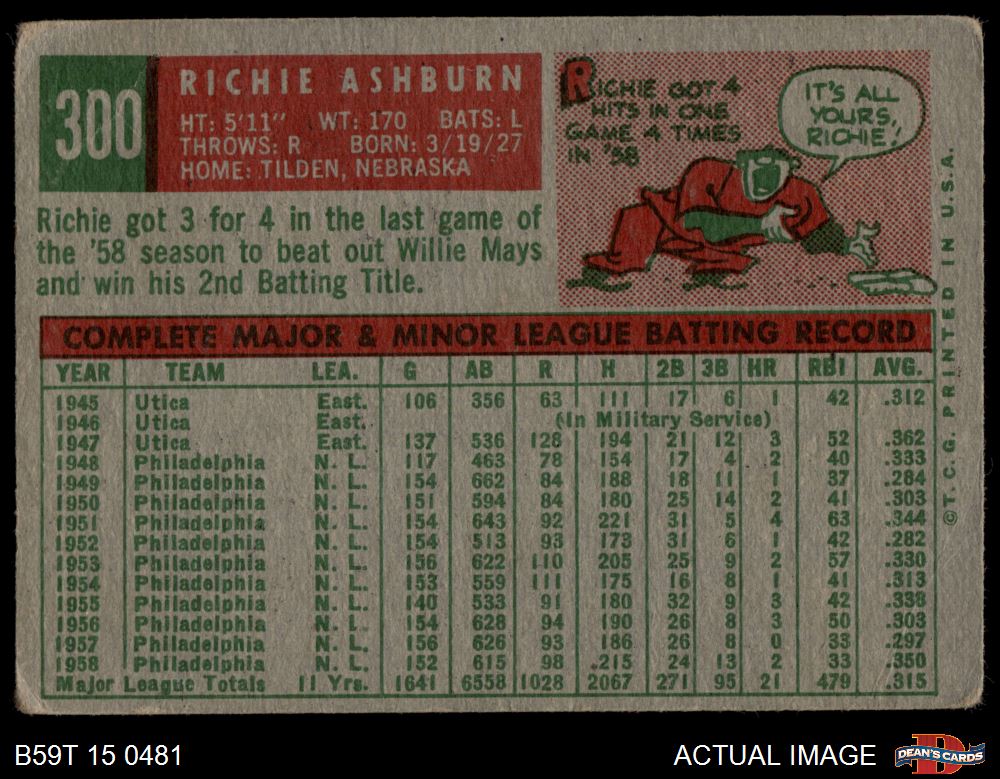 300
RICHIE ASHBURN
HT: 5'11" WT: 170 BATS: L
THROWS: R BORN: 3/19/27
HOME: TILDEN, NEBRASKA
RICHIE GOT 4
HITS IN ONE
GAME 4 TIMES
IN '58
IT'S ALL
YOURS,
RICHIE!
Richie got 3 for 4 in the last game of
the '58 season to beat out Willie Mays
and win his 2nd Batting Title.
COMPLETE MAJOR & MINOR LEAGUE BATTING RECORD
YEAR TEAM LEA. G AB R H 2B 3B HR RBI AVG.
1945 Utica East. 106 356 63 111 17 6 1 42 .312
1946 Utica East. (In Military Service)
1947 Utica East. 137 536 128 194 21 12 3 52 .362
1948 Philadelphia N. L. 117 463 78 154 17 4 2 40 .333
1949 Philadelphia N. L. 154 662 84 188 18 11 1 37 .284
1950 Philadelphia N. L. 151 594 84 180 25 14 2 41 .303
1951 Philadelphia N. L. 154 643 92 221 31 5 4 63 .344
1952 Philadelphia N. L. 154 513 93 173 31 6 1 42 .282
1953 Philadelphia N. L. 156 622 110 205 25 9 2 57 .330
1954 Philadelphia N. L. 153 559 111 175 16 8 1 41 .313
1955 Philadelphia N. L. 140 533 91 180 32 9 3 42 .338
1956 Philadelphia N. L. 154 628 94 190 26 8 3 50 .303
1957 Philadelphia N. L. 156 626 93 186 26 8 0 33 .297
1958 Philadelphia N. L. 152 615 98 .215 24 13 2 33 .350
Major League Totals 11 Yrs. 1641 6558 1028 2067 271 95 21 479 .315
©T.C.G. PRINTED IN U.S.A.
B59T 15 0481
ACTUAL IMAGE
DEAN'S CARDS